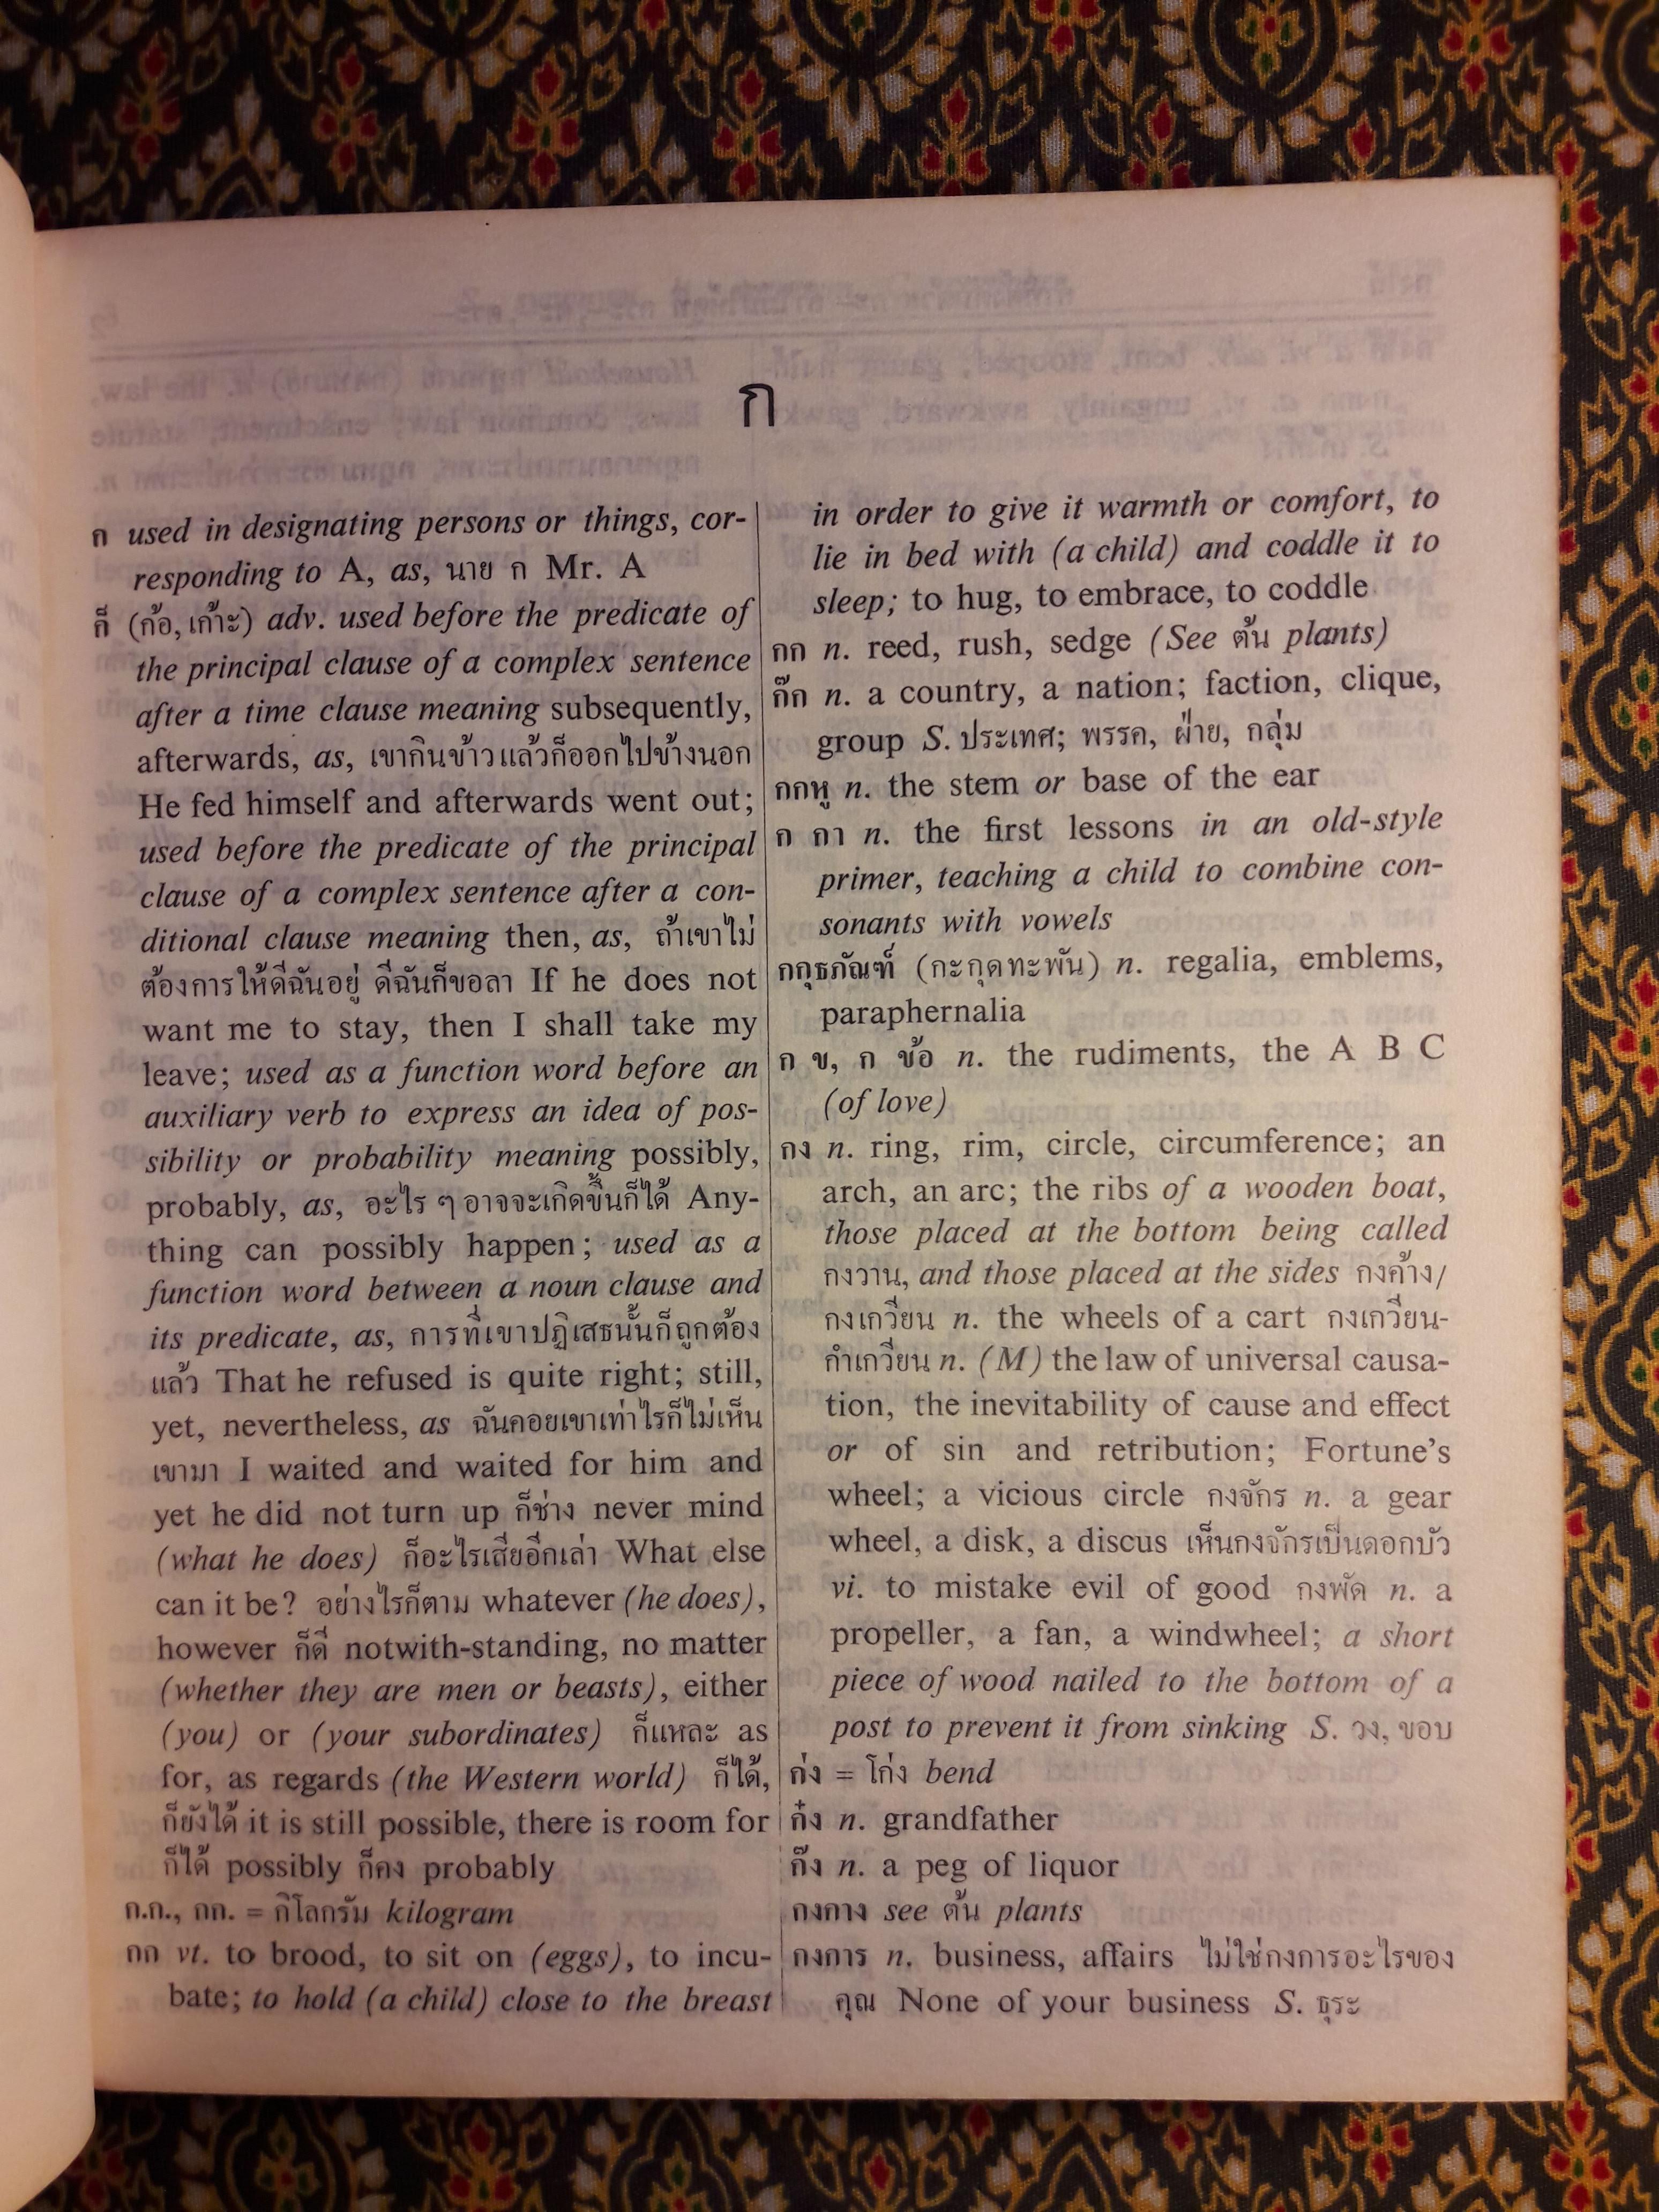 ก
ก used in designating persons or things, cor-
responding to A, as, นาย ก Mr. A
ก็ (ก้อ, เก้าะ) adv. used before the predicate of
the principal clause of a complex sentence
after a time clause meaning subsequently,
afterwards, as, เขากินข้าวแล้วก็ออกไปข้างนอก
He fed himself and afterwards went out;
used before the predicate of the principal
clause of a complex sentence after a con-
ditional clause meaning then, as, ถ้าเขาไม่
ต้องการให้ดีฉันอยู่ ดีฉันก็ขอลา If he does not
want me to stay, then I shall take my
leave; used as a function word before an
auxiliary verb to express an idea of pos-
sibility or probability meaning possibly,
probably, as, อะไร ๆ อาจจะเกิดขึ้นก็ได้ Any-
thing can possibly happen; used as a
function word between a noun clause and
its predicate, as, การที่เขาปฏิเสธนั้นก็ถูกต้อง
แล้ว That he refused is quite right; still,
yet, nevertheless, as ฉันคอยเขาเท่าไรก็ไม่เห็น
เขามา I waited and waited for him and
yet he did not turn up ก็ช่าง never mind
(what he does) ก็อะไรเสียอีกเล่า What else
can it be? อย่างไรก็ตาม whatever (he does),
however ก็ดี notwith-standing, no matter
(whether they are men or beasts), either
(you) or (your subordinates) ก็แหละ as
for, as regards (the Western world) ก็ได้,
ก็ยังได้ it is still possible, there is room for
ก็ได้ possibly ก็คง probably
ก.ก., กก. = กิโลกรัม kilogram
กก vt. to brood, to sit on (eggs), to incu-
bate; to hold (a child) close to the breast
in order to give it warmth or comfort, to
lie in bed with (a child) and coddle it to
sleep; to hug, to embrace, to coddle
กก n. reed, rush, sedge (See ต้น plants)
ก๊ก n. a country, a nation; faction, clique,
group S. ประเทศ; พรรค, ฝ่าย, กลุ่ม
กกหู n. the stem or base of the ear
ก กา n. the first lessons in an old-style
primer, teaching a child to combine con-
sonants with vowels
กกุธภัณฑ์ (กะกุดทะพัน) n. regalia, emblems,
paraphernalia
ก ข, ก ข้อ n. the rudiments, the A B C
(of love)
กง n. ring, rim, circle, circumference; an
arch, an arc; the ribs of a wooden boat,
those placed at the bottom being called
กงวาน, and those placed at the sides กงค้าง/
กงเกวียน n. the wheels of a cart กงเกวียน-
กำเกวียน n. (M) the law of universal causa-
tion, the inevitability of cause and effect
or of sin and retribution; Fortune's
wheel; a vicious circle กงจักร n. a gear
wheel, a disk, a discus เห็นกงจักรเป็นดอกบัว
vi. to mistake evil of good กงพัด n. a
propeller, a fan, a windwheel; a short
piece of wood nailed to the bottom of a
post to prevent it from sinking S. วง, ขอบ
ก่ง = โก่ง bend
ก๋ง n. grandfather
ก๊ง n. a peg of liquor
กงกาง see ต้น plants
กงการ n. business, affairs ไม่ใช่กงการอะไรของ
คุณ None of your business S. ธุระ